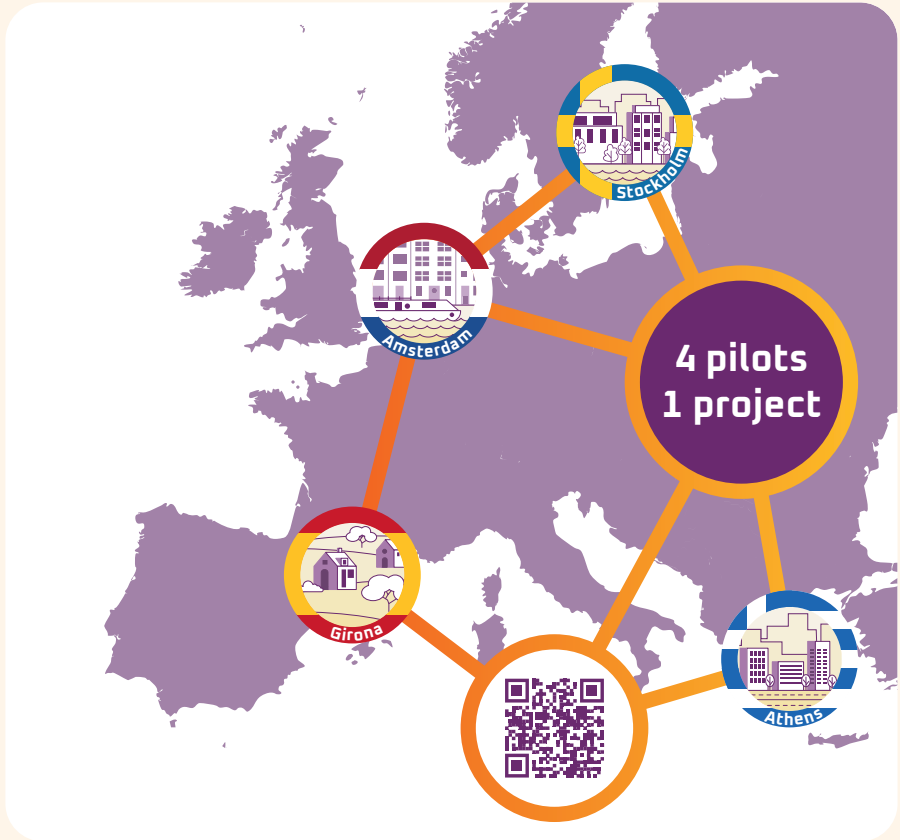 Stockholm
Amsterdam
4 pilots
1 project
Girona
Athens